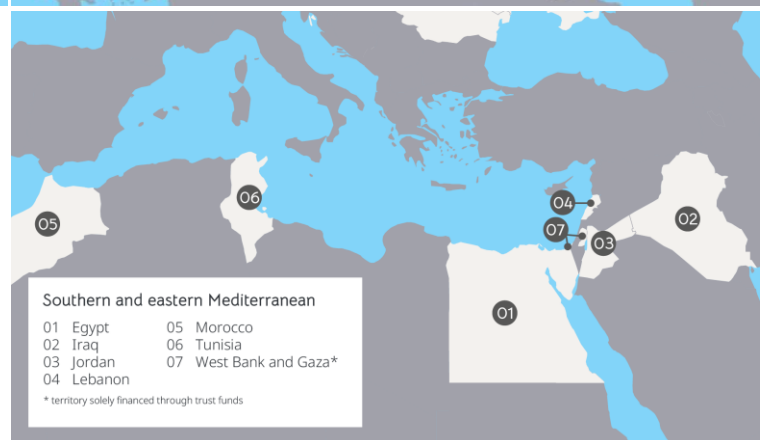 04
06
05
02
07
03
01
Southern and eastern Mediterranean
01 Egypt 05 Morocco
02 Iraq 06 Tunisia
03 Jordan 07 West Bank and Gaza*
04 Lebanon
* territory solely financed through trust funds